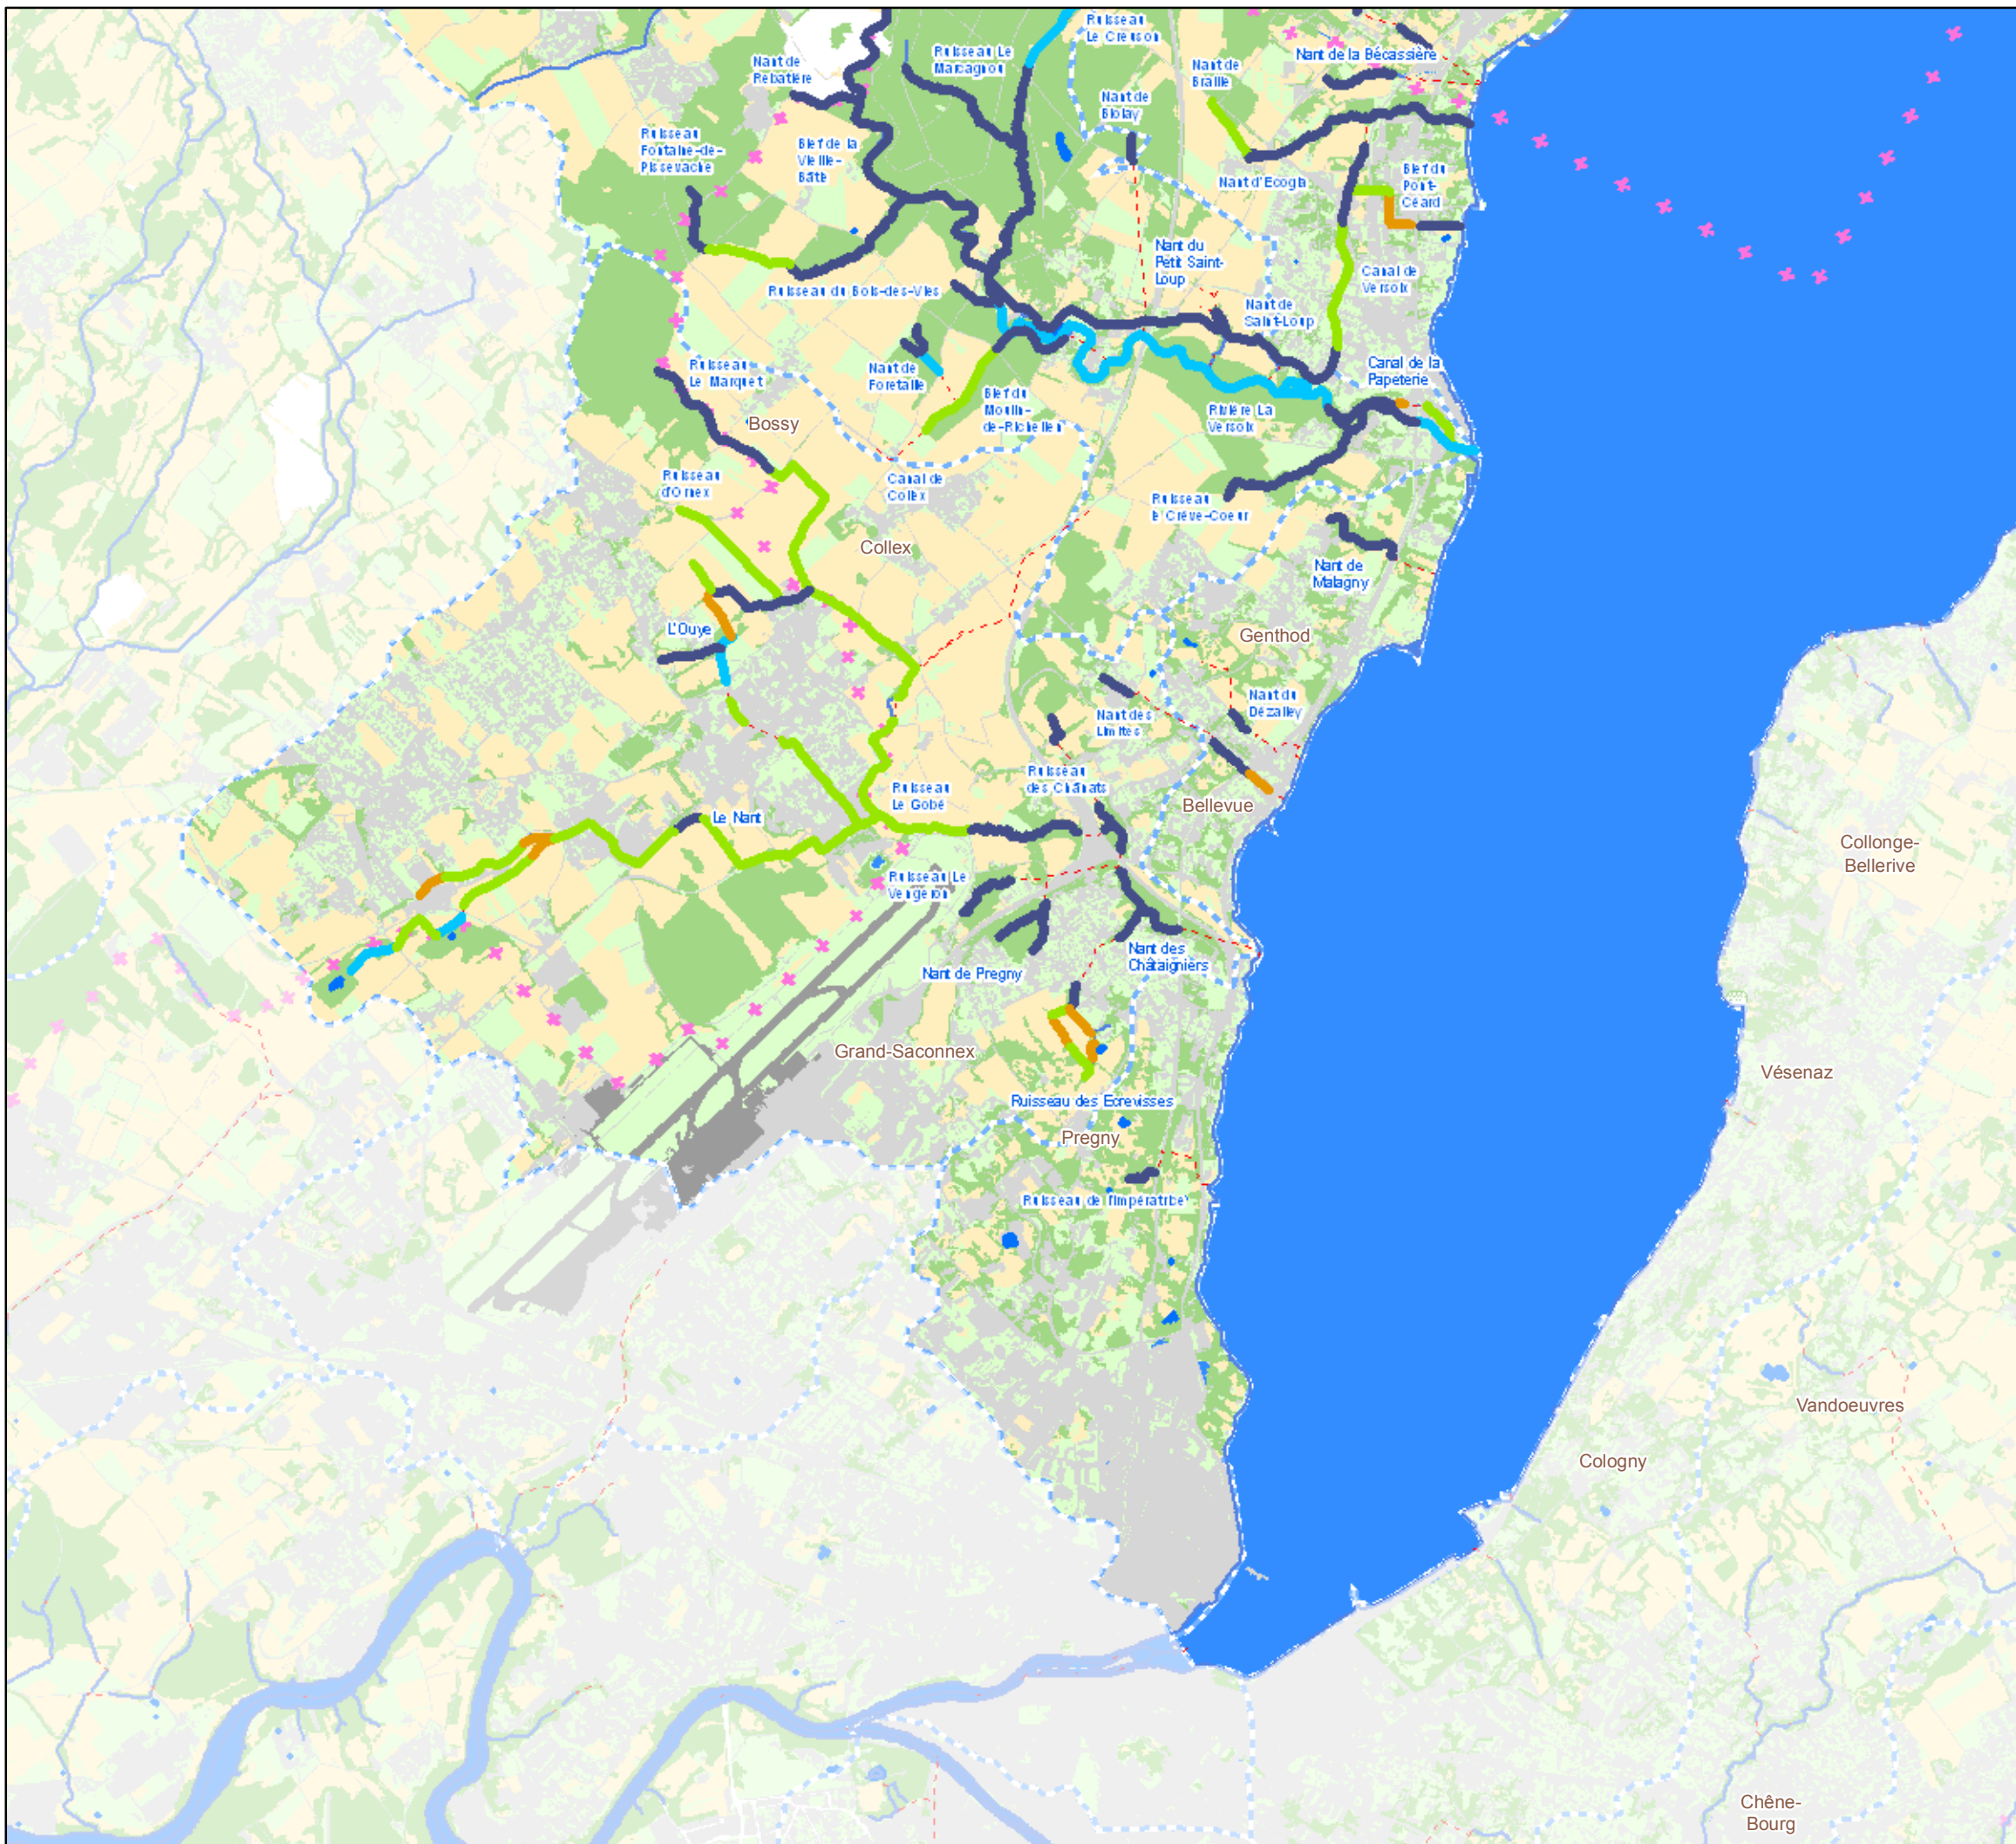 Ruisseau
Le Creuson
Nant de
Rebatière
Ruisseau Le
Marcagnou
Nant de
Braille
Nant de la Bécassière
Nant de
Biolay
Ruisseau
Fontaine-de-
Pissevache
Bief de la
Vieille-
Bâtie
Nant d'Ecogia
Bief du
Pont-
Céard
Nant du
Petit Saint-
Loup
Canal de
Versoix
Ruisseau du Bois-des-Iles
Nant de
Saint-Loup
Ruisseau
Le Marquet
Nant de
Foretaille
Canal de la
Papeterie
Bief du
Moulin-
de-Richelien
Rivière La
Versoix
Bossy
Ruisseau
d'Ornex
Canal de
Collex
Ruisseau
le Crève-Coeur
Collex
Nant de
Malagny
L'Ouye
Genthod
Nant des
Limites
Nant du
Dézalley
Ruisseau
des Chânats
Ruisseau
Le Gobé
Bellevue
Le Nant
Collonge-
Bellerive
Ruisseau Le
Vengeron
Nant des
Châtaigniers
Nant de Pregny
Grand-Saconnex
Vésenaz
Ruisseau des Ecrevisses
Pregny
Ruisseau de l'Impératrice
Vandoeuvres
Cologny
Chêne-
Bourg